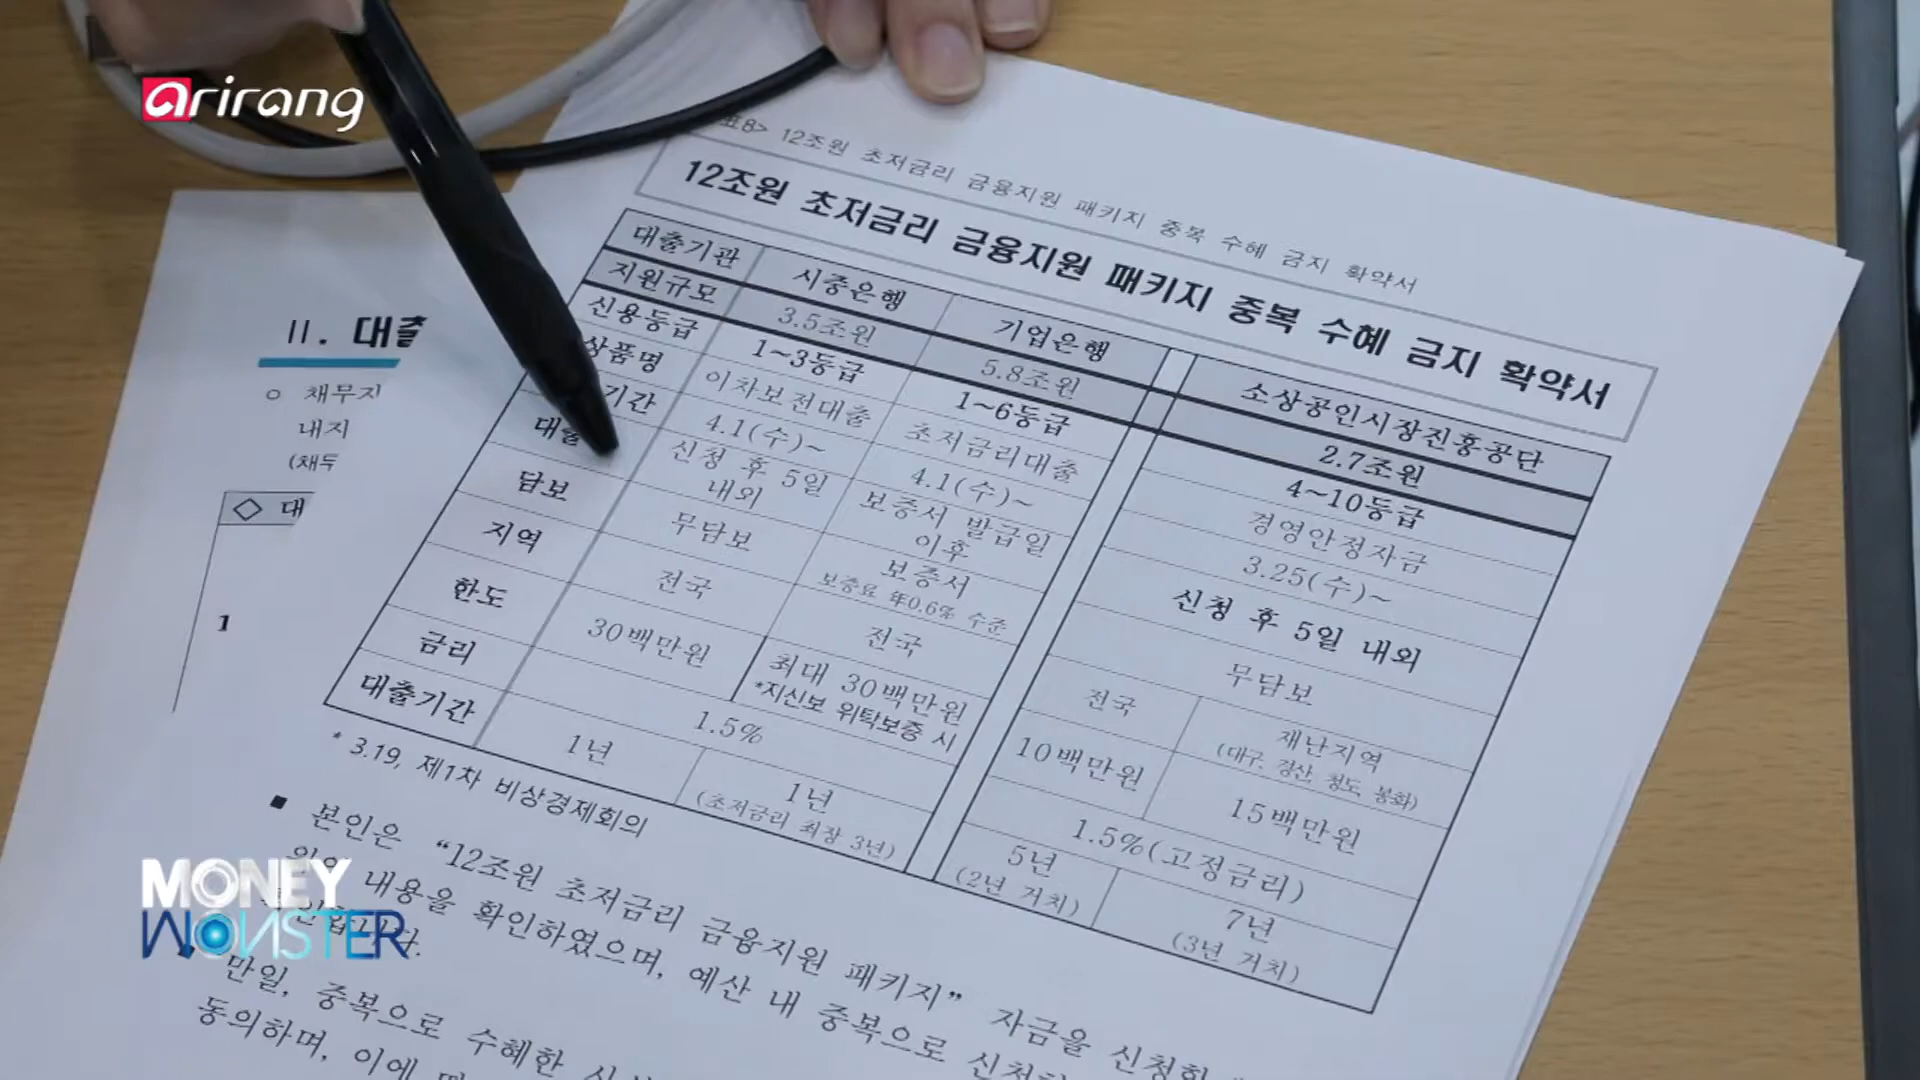 arirang
표8> 12조원 초저금리 금융지원 패키지 중복 수혜 금지 확약서
12조원 초저금리 금융지원 패키지 중복 수혜 금지 확약서
대출기관 시중은행 기업은행 소상공인시장진흥공단
지원규모 3.5조원 5.8조원 2.7조원
신용등급 1~3등급 1~6등급 4~10등급
상품명 이차보전대출 초저금리대출 경영안정자금
기간 4.1(수)~ 4.1(수)~ 3.25(수)~
대출 신청 후 5일 내외 보증서 발급일 이후 신청 후 5일 내외
담보 무담보 보증서 무담보
보증료 年0.6% 수준
지역 전국 전국 전국 재난지역
(대구, 경산, 청도, 봉화)
한도 30백만원 최대 30백만원 10백만원 15백만원
*지신보 위탁보증 시
금리 1.5% 1.5%(고정금리)
대출기간 1년 1년 5년 7년
(초저금리 최장 3년) (2년 거치) (3년 거치)
* 3.19, 제1차 비상경제회의
■ 본인은 “12조원 초저금리 금융지원 패키지” 자금을 신청
내용을 확인하였으며, 예산 내 중복으로
만일, 중복으로 수혜한
동의하며, 이에
II. 대출
○ 채무자
내지
(채무
◇ 대
1
MONEY
MONSTER